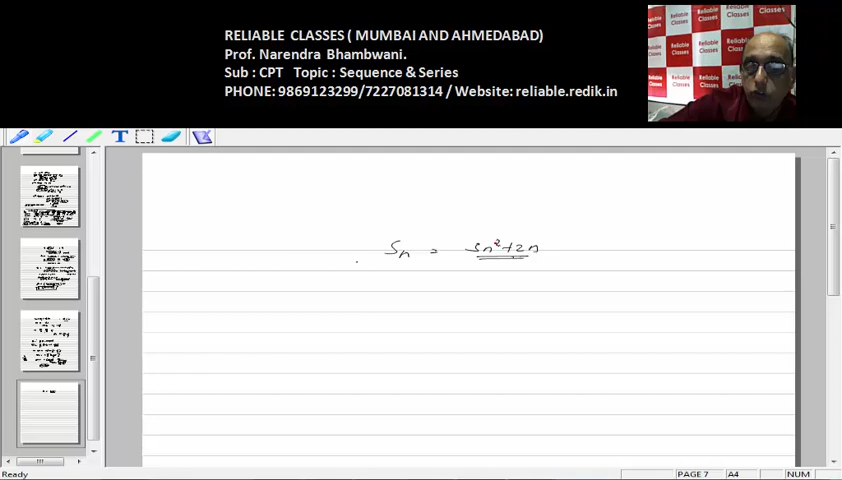 RELIABLE CLASSES ( MUMBAI AND AHMEDABAD)
Prof. Narendra Bhambwani.
Sub : CPT Topic : Sequence & Series
PHONE: 9869123299/7227081314 / Website: reliable.redik.in
Reliable Classes
T
Sn = 3n²+2n
Ready
PAGE 7 A4 NUM